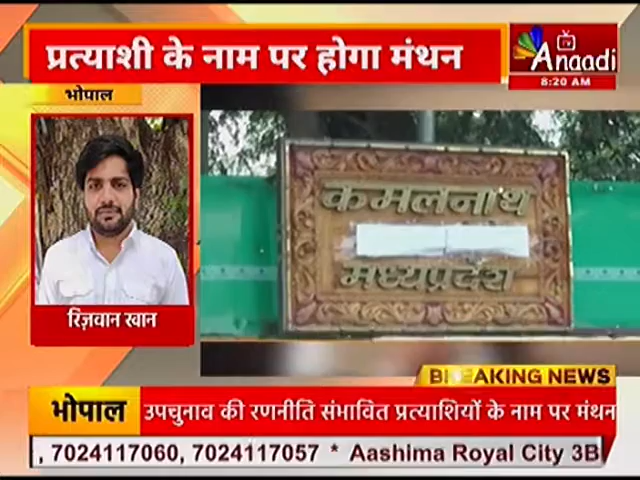 प्रत्याशी के नाम पर होगा मंथन
TV
Anaadi
8:20 AM
भोपाल
रिज़वान खान
कमलनाथ
मध्यप्रदेश
BREAKING NEWS
भोपाल
उपचुनाव की रणनीति संभावित प्रत्याशियों के नाम पर मंथन
, 7024117060, 7024117057 * Aashima Royal City 3B